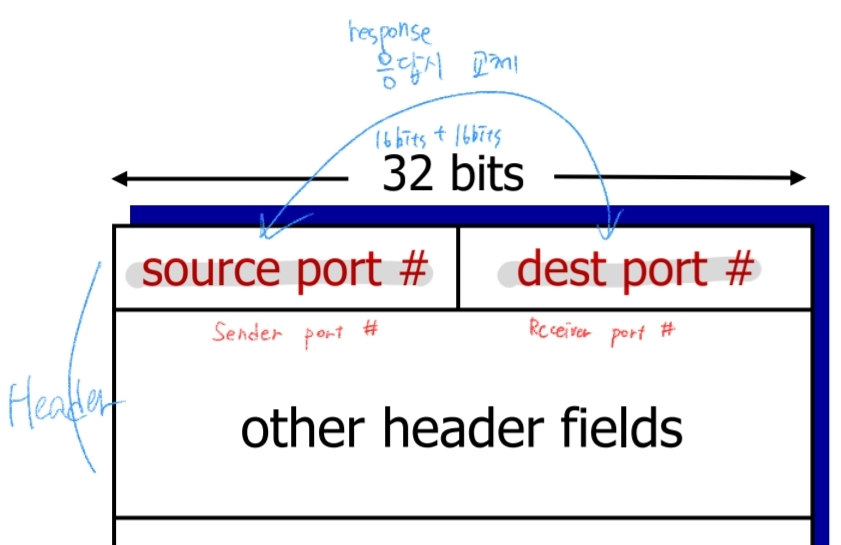 response
응답시 교체
16bits + 16bits
32 bits
source port #
dest port #
Sender port #
Receiver port #
Header
other header fields